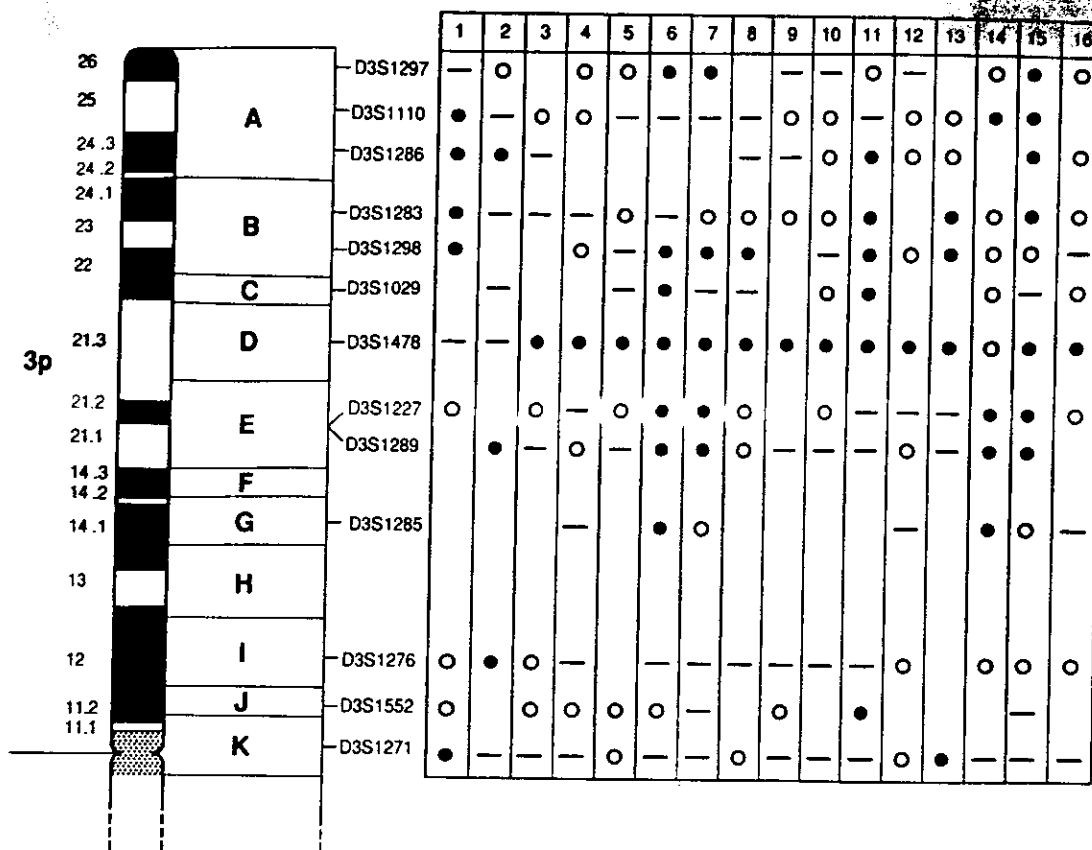 1 2 3 4 5 6 7 8 9 10 11 12 13 14 15 16
26
D3S1297
25
A
D3S1110
24.3
D3S1286
24.2
24.1
D3S1283
23
B
D3S1298
22
C
D3S1029
3p
21.3
D
D3S1478
21.2
D3S1227
E
21.1
D3S1289
14.3
F
14.2
14.1
G
D3S1285
13
H
12
I
D3S1276
11.2
J
D3S1552
11.1
K
D3S1271